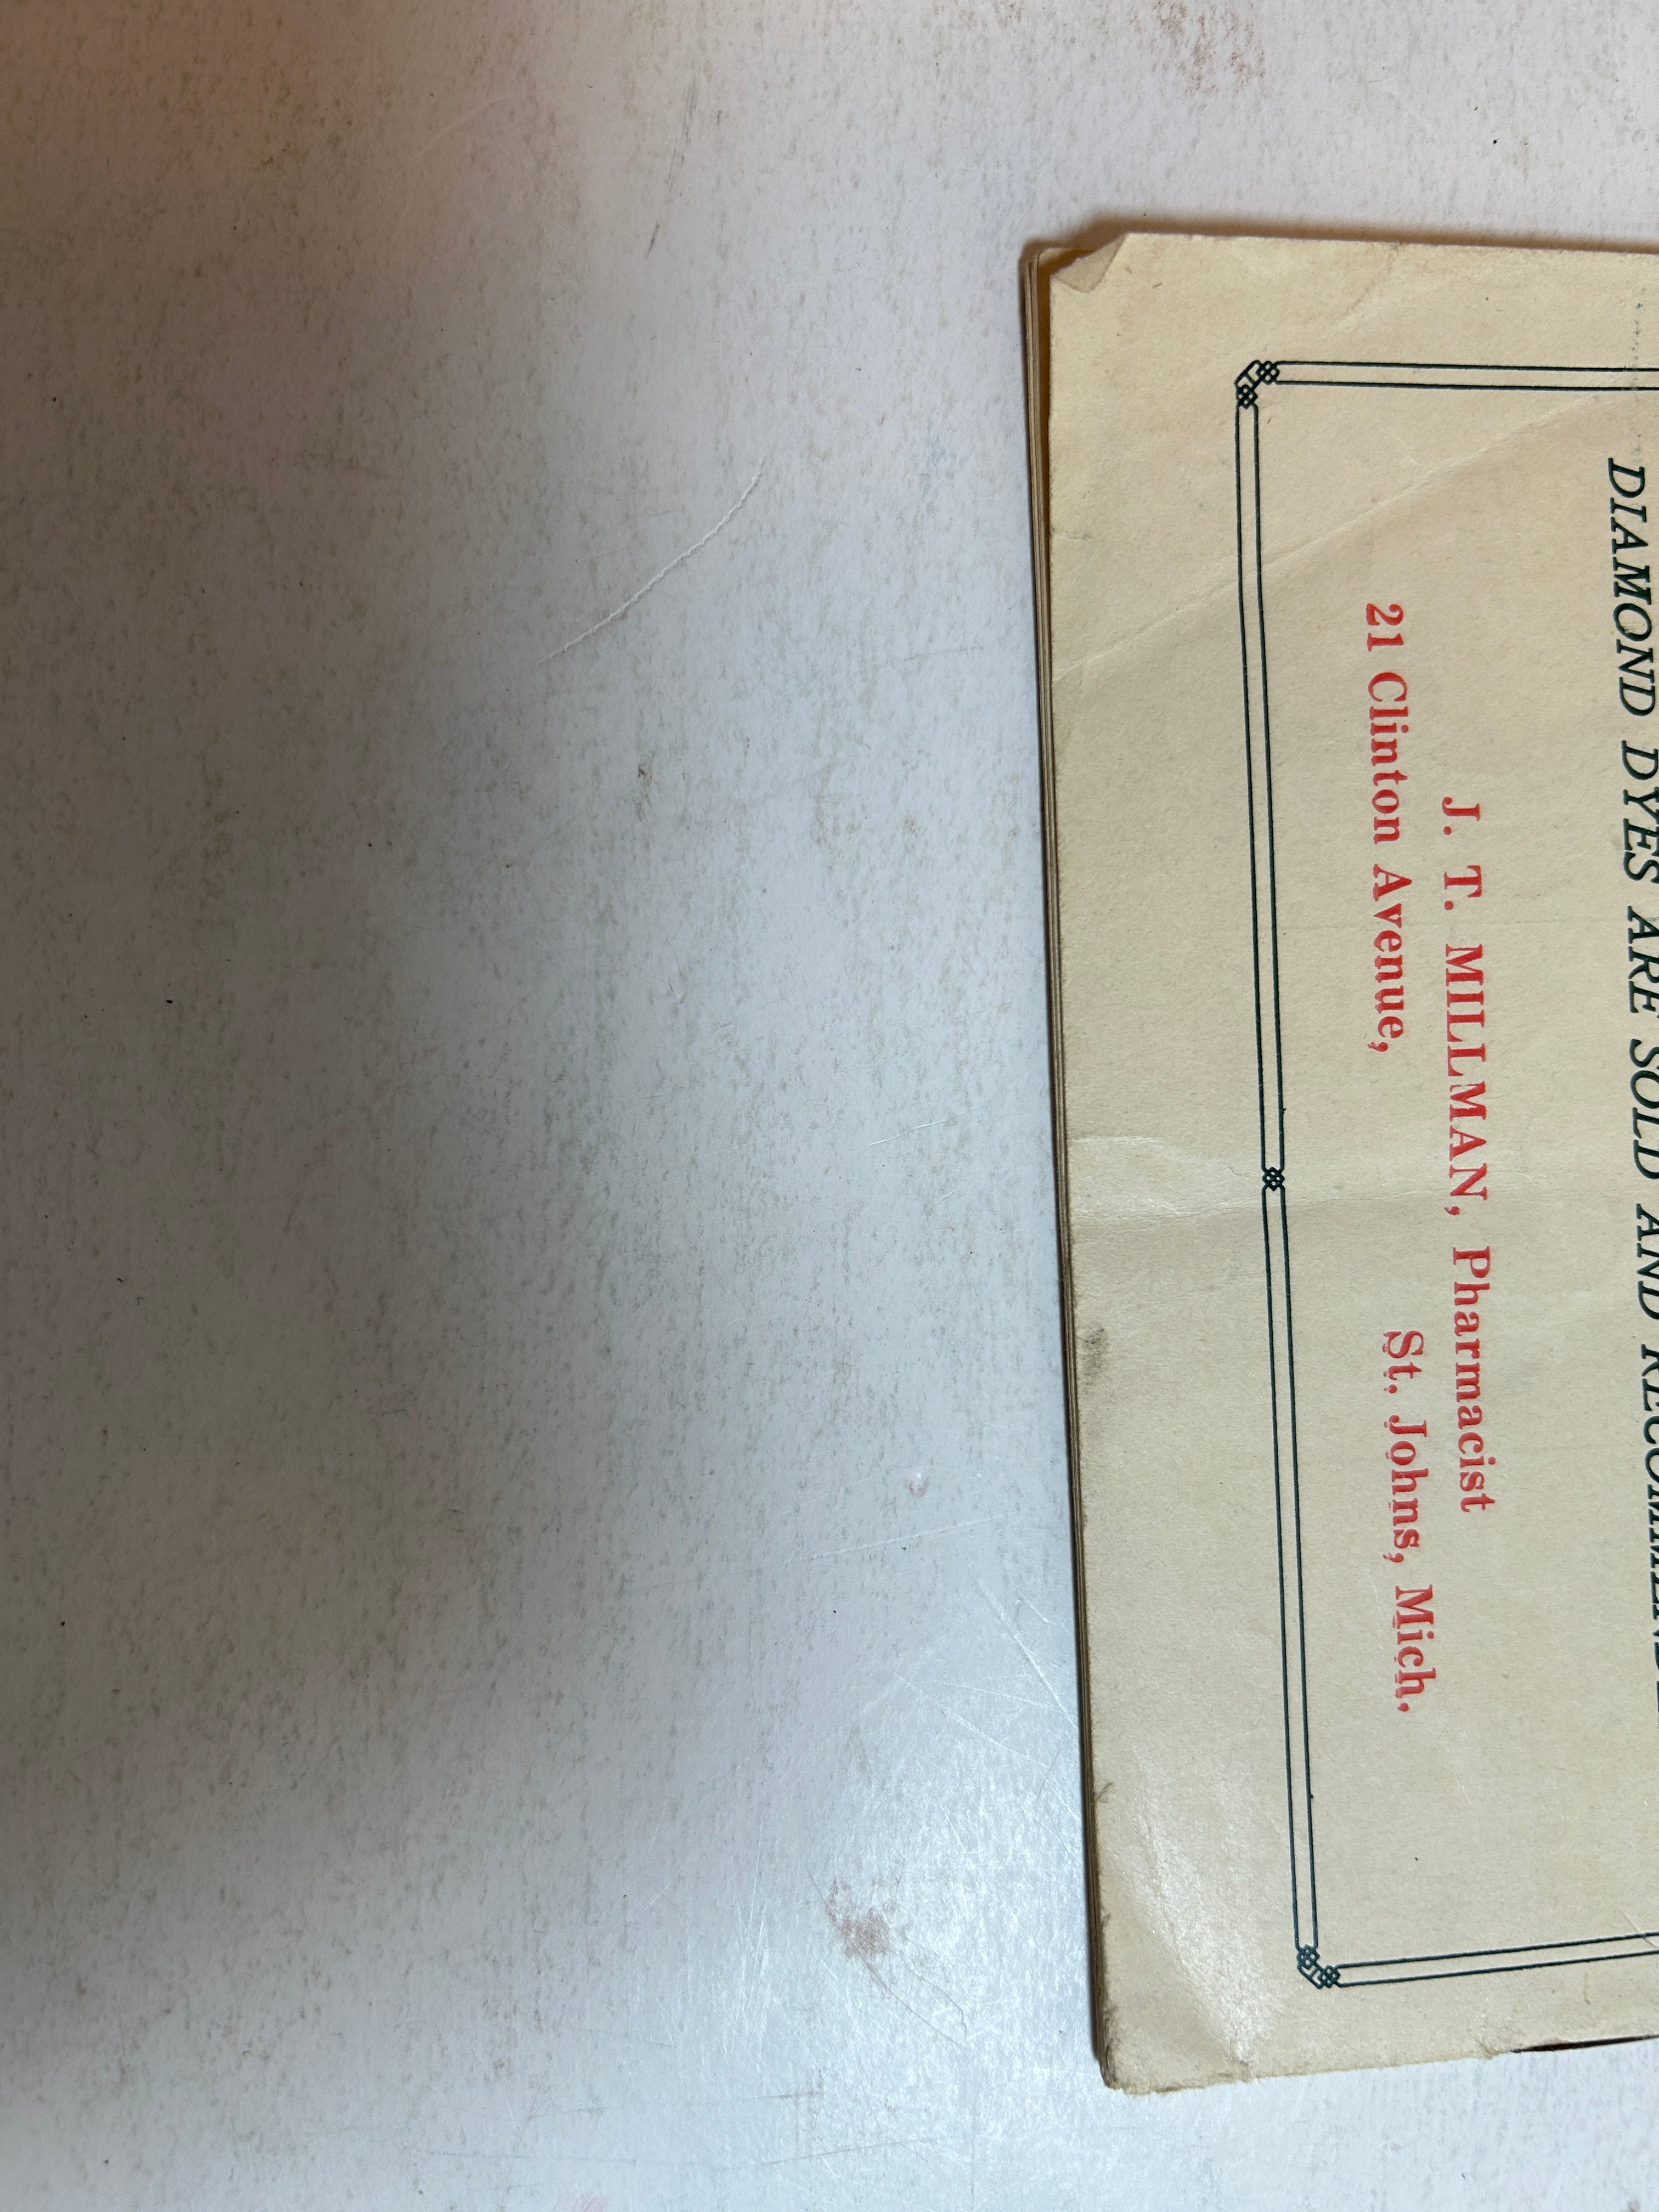 DIAMOND DYES ARE SOLD AND
J. T. MILLMAN, Pharmacist
21 Clinton Avenue, St. Johns, Mich.